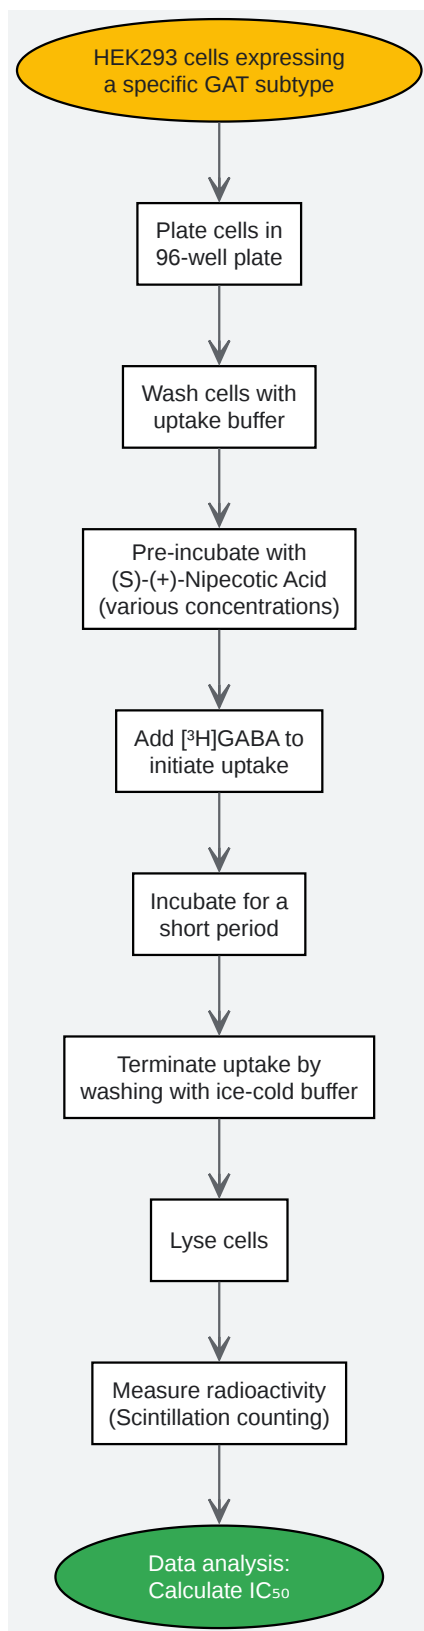 HEK293 cells expressing
a specific GAT subtype
Plate cells in
96-well plate
Wash cells with
uptake buffer
Pre-incubate with
(S)-(+)-Nipecotic Acid
(various concentrations)
Add [³H]GABA to
initiate uptake
Incubate for a
short period
Terminate uptake by
washing with ice-cold buffer
Lyse cells
Measure radioactivity
(Scintillation counting)
Data analysis:
Calculate IC₅₀